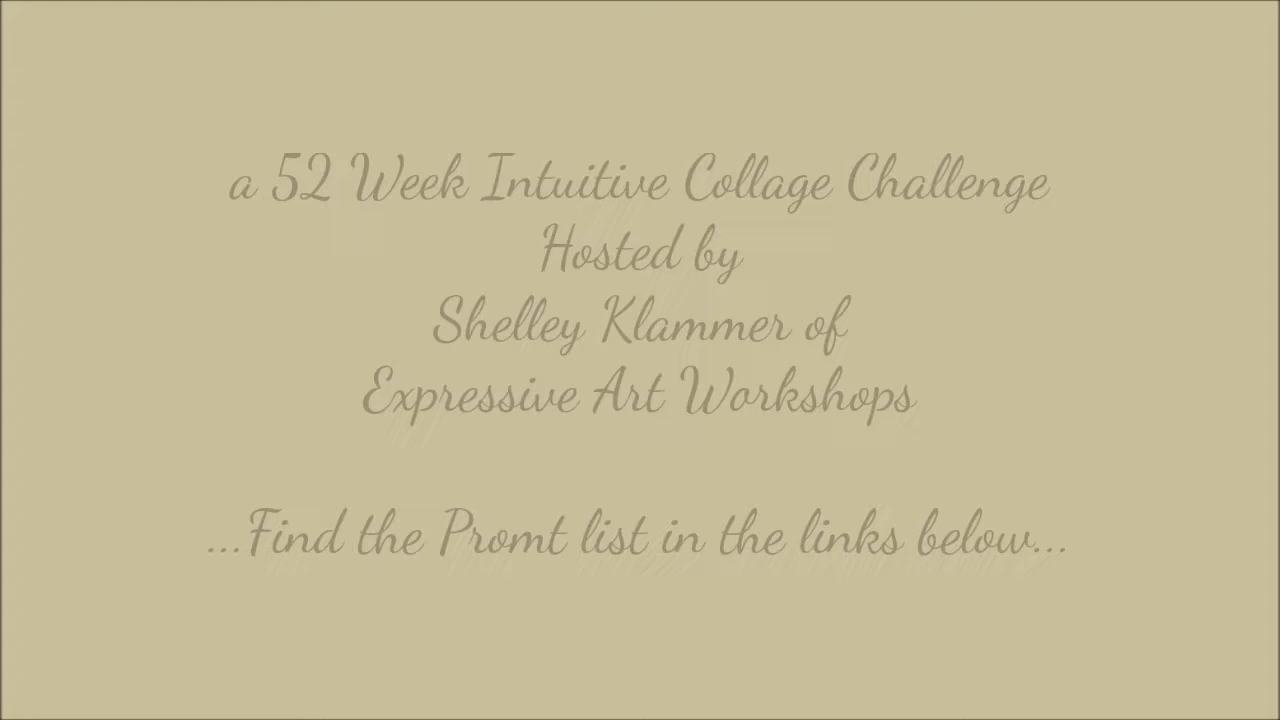 a 52 Week Intuitive Collage Challenge
Hosted by
Shelley Klammer of
Expressive Art Workshops
...Find the Promt list in the links below...